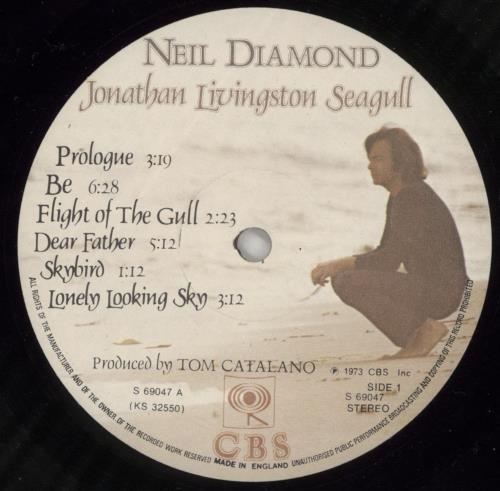 NEIL DIAMOND
Jonathan Livingston Seagull
Prologue 3:19
Be 6:28
Flight of The Gull 2:23
Dear Father 5:12
Skybird 1:12
Lonely Looking Sky 3:12
Produced by TOM CATALANO
℗ 1973 CBS Inc
S 69047 A
(KS 32550)
SIDE 1
S 69047
STEREO
CBS
ALL RIGHTS OF THE MANUFACTURER AND OF THE OWNER OF THE RECORDED WORK RESERVED MADE IN ENGLAND UNAUTHORISED PUBLIC PERFORMANCE BROADCASTING AND COPYING OF THIS RECORD PROHIBITED